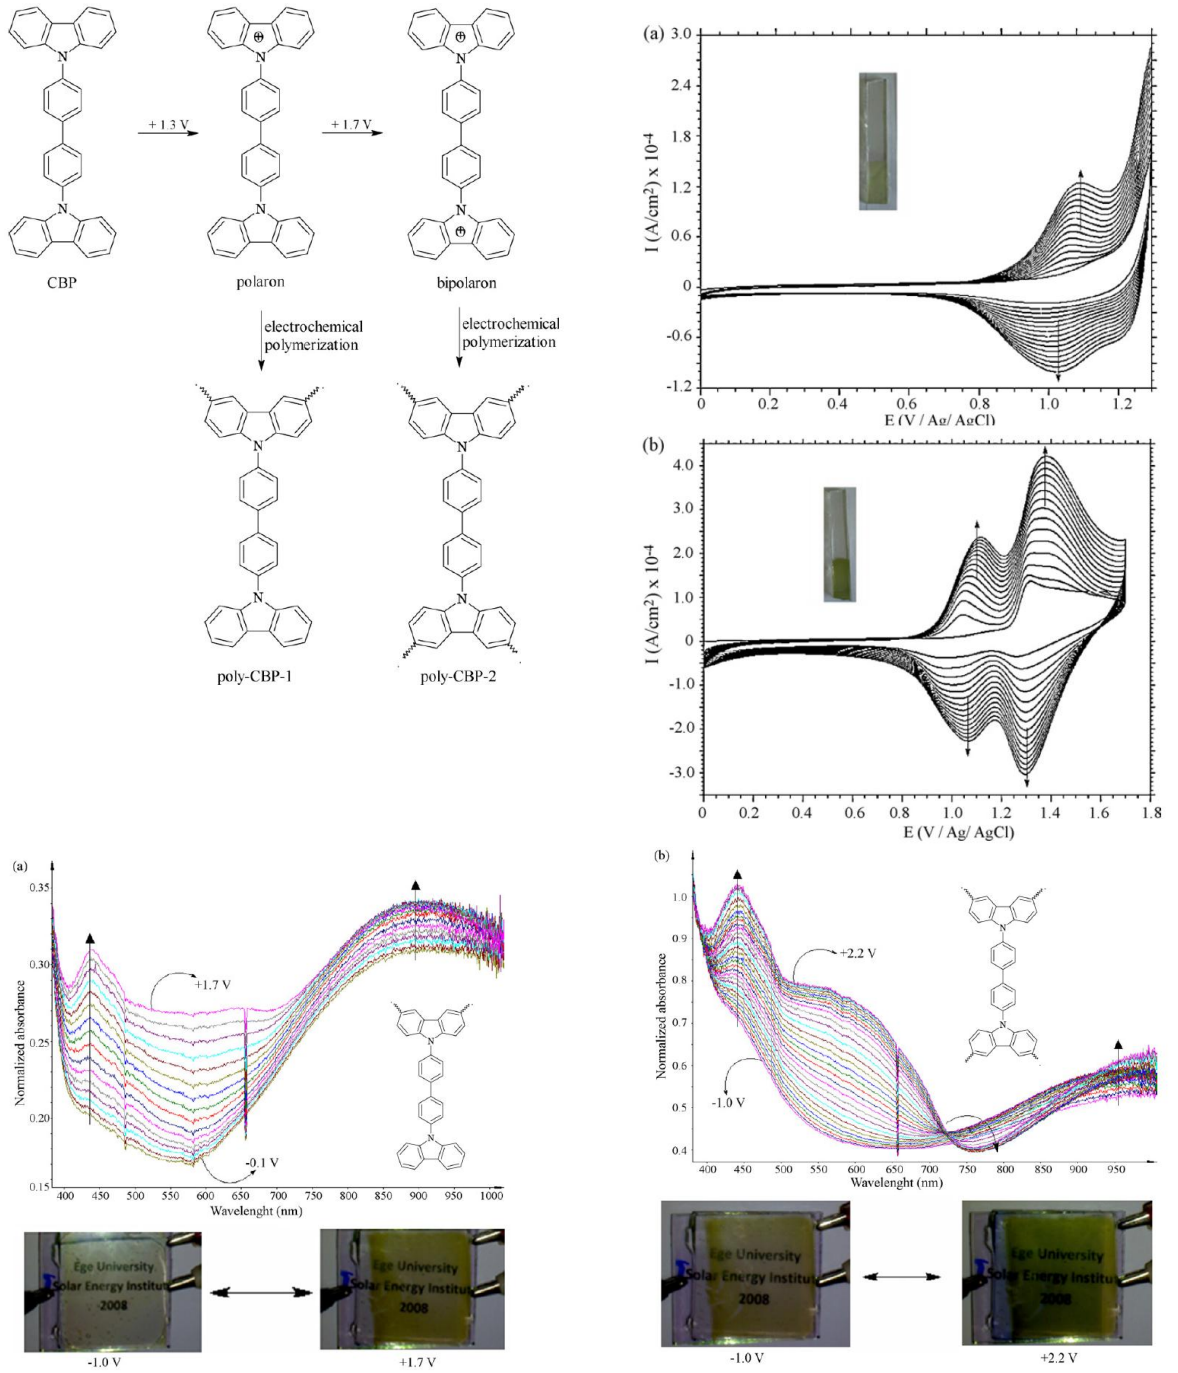 N
N
N
+ 1.3 V
+ 1.7 V
N
N
N
CBP
polaron
bipolaron
electrochemical
polymerization
electrochemical
polymerization
N
N
N
N
poly-CBP-1
poly-CBP-2
(a)
3.0
2.4
1.8
1.2
0.6
0
-0.6
-1.2
I (A/cm2) x 10-4
0 0.2 0.4 0.6 0.8 1.0 1.2
E (V / Ag/ AgCl)
(b)
4.0
3.0
2.0
1.0
0
-1.0
-2.0
-3.0
I (A/cm2) x 10-4
0 0.2 0.4 0.6 0.8 1.0 1.2 1.4 1.6 1.8
E (V / Ag/ AgCl)
(a)
0.35
0.30
0.25
0.20
0.15
Normalized absorbance
+1.7 V
-0.1 V
N
N
400 450 500 550 600 650 700 750 800 850 900 950 1000
Wavelenght (nm)
Ege University
Solar Energy Institut
2008
-1.0 V
Ege University
Solar Energy Institut
2008
+1.7 V
(b)
1.0
0.9
0.8
0.7
0.6
0.5
0.4
Normalized absorbance
+2.2 V
-1.0 V
N
N
400 450 500 550 600 650 700 750 800 850 900 950
Wavelenght (nm)
Ege University
Solar Energy Institu
2008
-1.0 V
Ege University
Solar Energy Institu
2008
+2.2 V